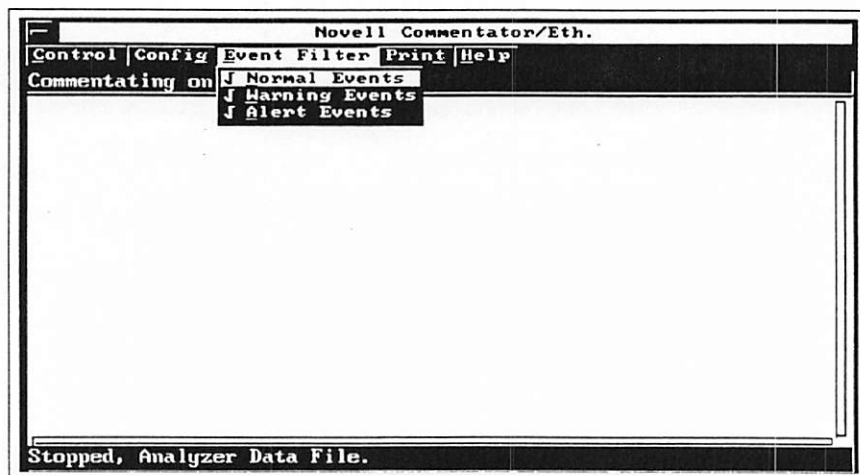 Novell Commentator/Eth.
Control Config Event Filter Print Help
Commentating on
√ Normal Events
√ Warning Events
√ Alert Events
Stopped, Analyzer Data File.